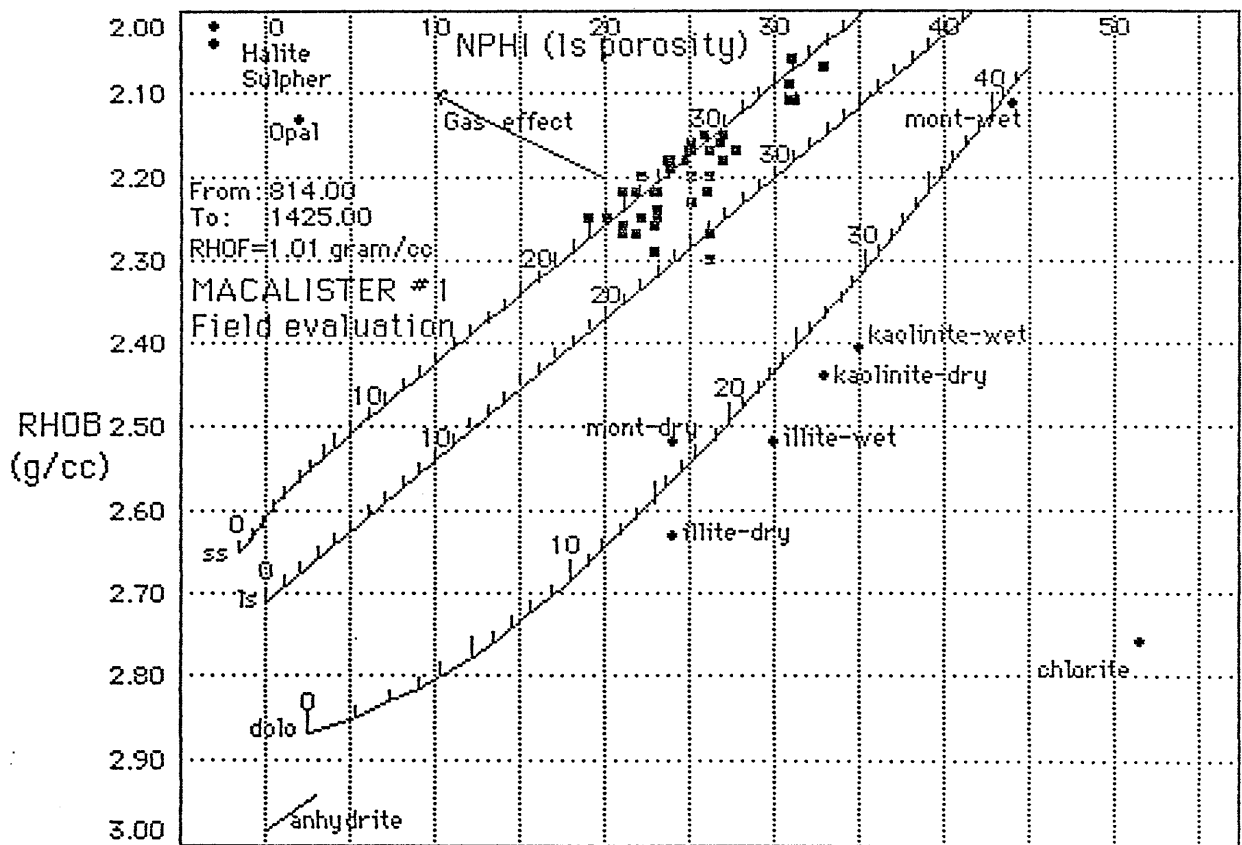 2.00 0 10 20 30 40 50
NPHI (ls porosity)
Halite
Sulpher
2.10
Gas effect
40
mont-wet
Opal
30
30
2.20
From: 814.00
To: 1425.00
RHOF=1.01 gram/cc
30
2.30
20
MACALISTER #1
20
Field evaluation
2.40
kaolinite-wet
kaolinite-dry
10
20
RHOB 2.50
(g/cc)
10
mont-dry
illite-wet
2.60
0
ss
10
illite-dry
0
ls
2.70
chlorite
2.80
0
dolo
2.90
anhydrite
3.00